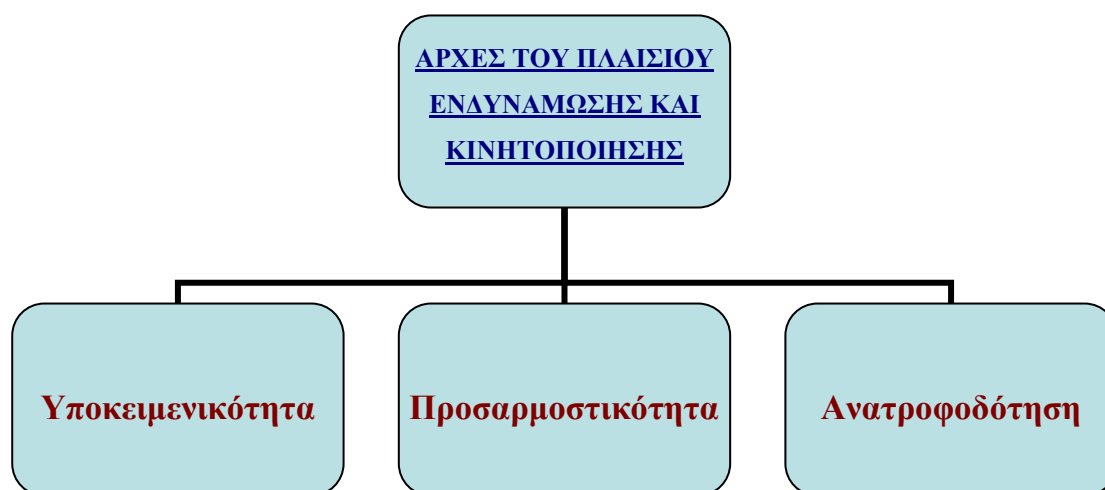 ΑΡΧΕΣ ΤΟΥ ΠΛΑΙΣΙΟΥ
ΕΝΔΥΝΑΜΩΣΗΣ ΚΑΙ
ΚΙΝΗΤΟΠΟΙΗΣΗΣ
Υποκειμενικότητα
Προσαρμοστικότητα
Ανατροφοδότηση